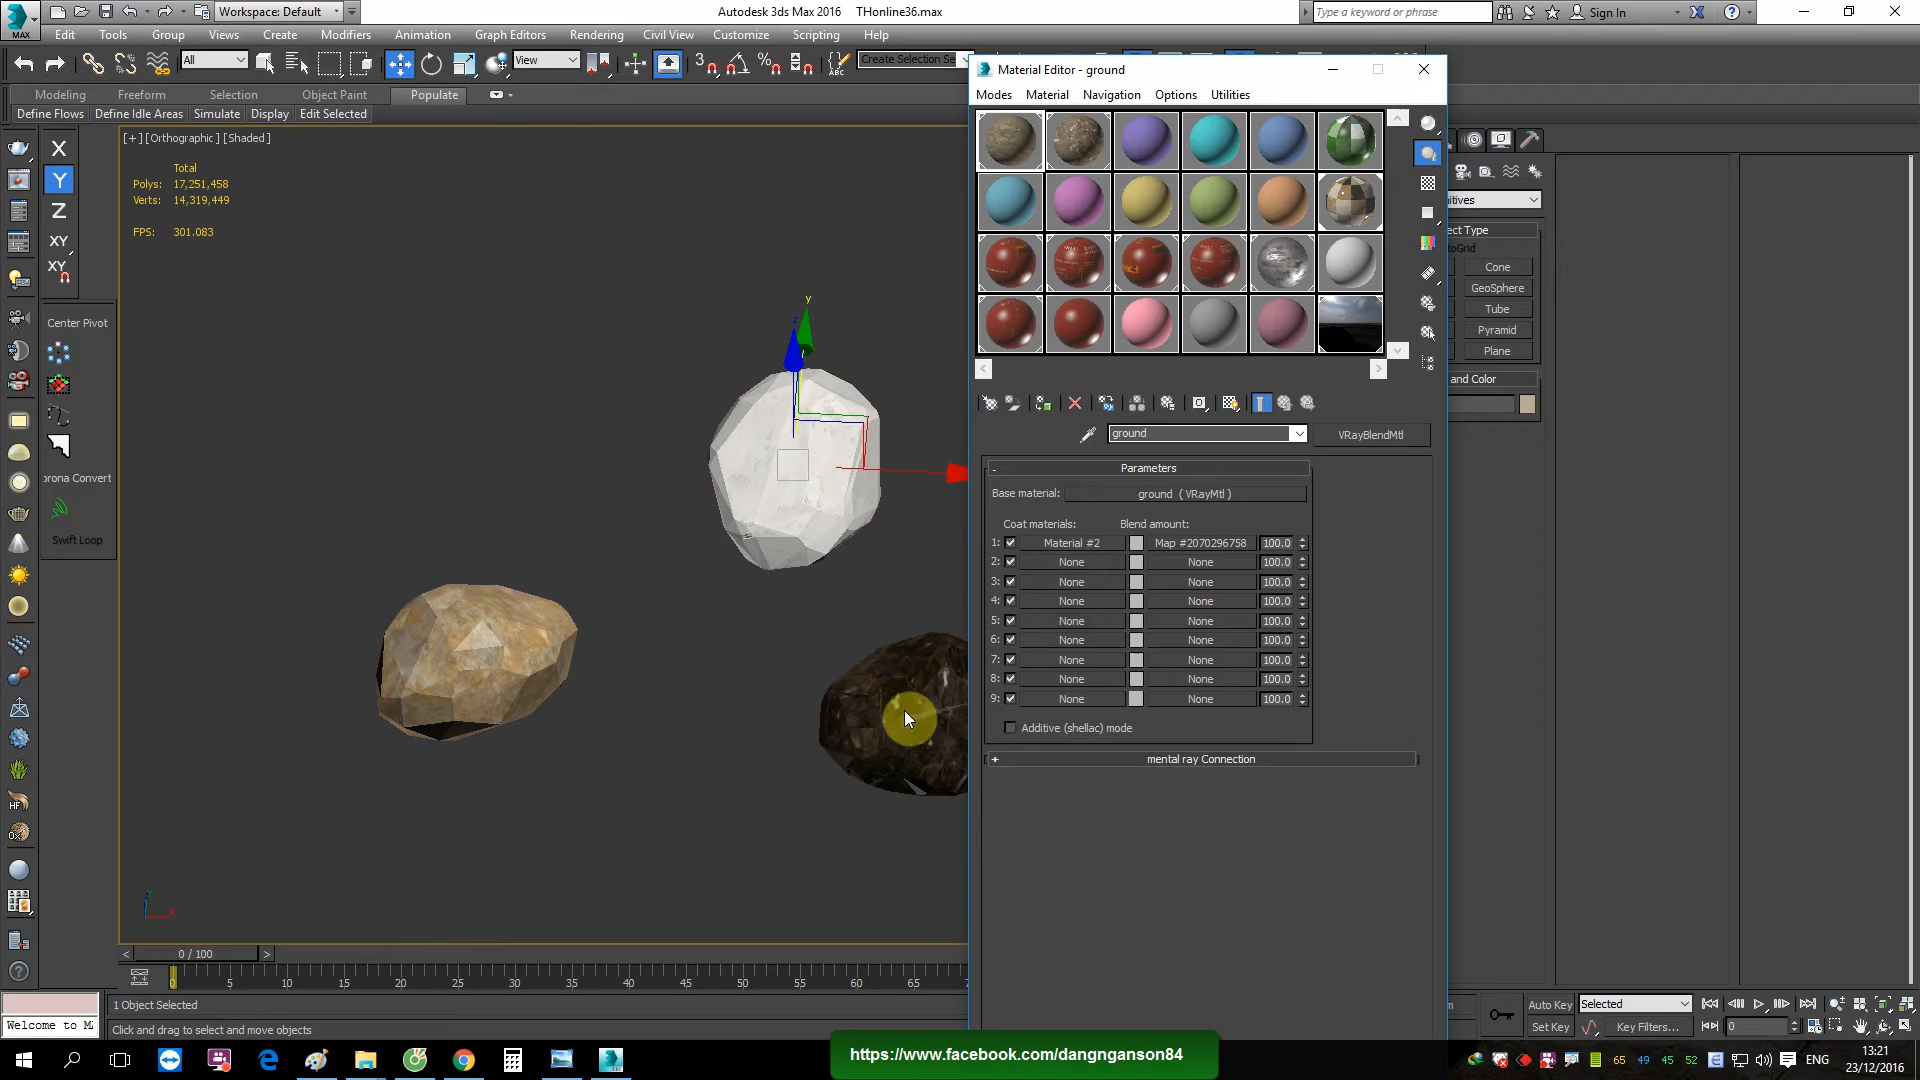 Workspace: Default
Autodesk 3ds Max 2016    THonline36.max
Type a keyword or phrase
Sign In
MAX
Edit Tools Group Views Create Modifiers Animation Graph Editors Rendering Civil View Customize Scripting Help
All
View
3
Create Selection Se
Modeling Freeform Selection Object Paint Populate
Define Flows Define Idle Areas Simulate Display Edit Selected
[+] [Orthographic] [Shaded]
Total
Polys: 17,251,458
Verts: 14,319,449
FPS: 301.083
X
Y
Z
XY
XY
Center Pivot
orona Convert
Swift Loop
HF
y
z
Material Editor - ground
Modes Material Navigation Options Utilities
ground
VRayBlendMtl
- Parameters
Base material: ground ( VRayMtl )
Coat materials: Blend amount:
1: Material #2 Map #2070296758 100.0
2: None None 100.0
3: None None 100.0
4: None None 100.0
5: None None 100.0
6: None None 100.0
7: None None 100.0
8: None None 100.0
9: None None 100.0
Additive (shellac) mode
+ mental ray Connection
itives
ect Type
toGrid
Cone
GeoSphere
Tube
Pyramid
Plane
and Color
< 0 / 100 >
0 5 10 15 20 25 30 35 40 45 50 55 60 65 70
1 Object Selected
Welcome to M
Click and drag to select and move objects
Auto Key Selected
Set Key Key Filters... 0
https://www.facebook.com/dangnganson84
65 49 45 52 ENG
13:21
23/12/2016